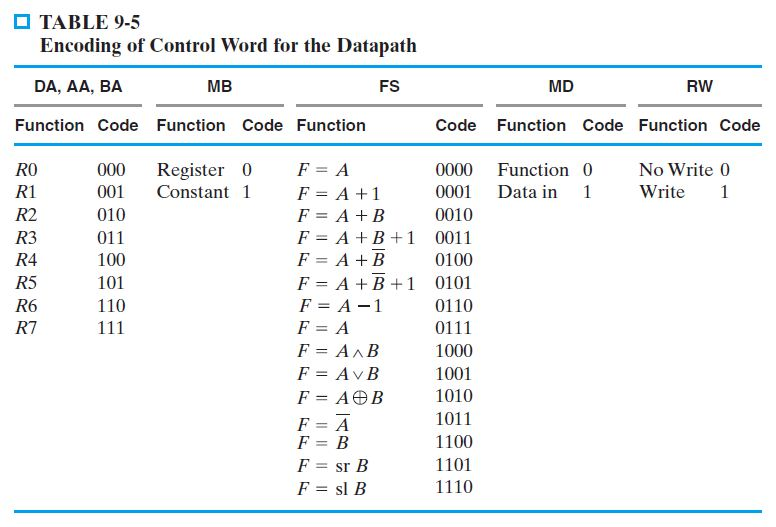 TABLE 9-5
Encoding of Control Word for the Datapath
DA, AA, BA MB FS MD RW
Function Code Function Code Function Code Function Code Function Code
R0 000 Register 0 F = A 0000 Function 0 No Write 0
R1 001 Constant 1 F = A + 1 0001 Data in 1 Write 1
R2 010 F = A + B 0010
R3 011 F = A + B + 1 0011
R4 100 F = A + B̅ 0100
R5 101 F = A + B̅ + 1 0101
R6 110 F = A − 1 0110
R7 111 F = A 0111
F = A ∧ B 1000
F = A ∨ B 1001
F = A ⊕ B 1010
F = A̅ 1011
F = B 1100
F = sr B 1101
F = sl B 1110